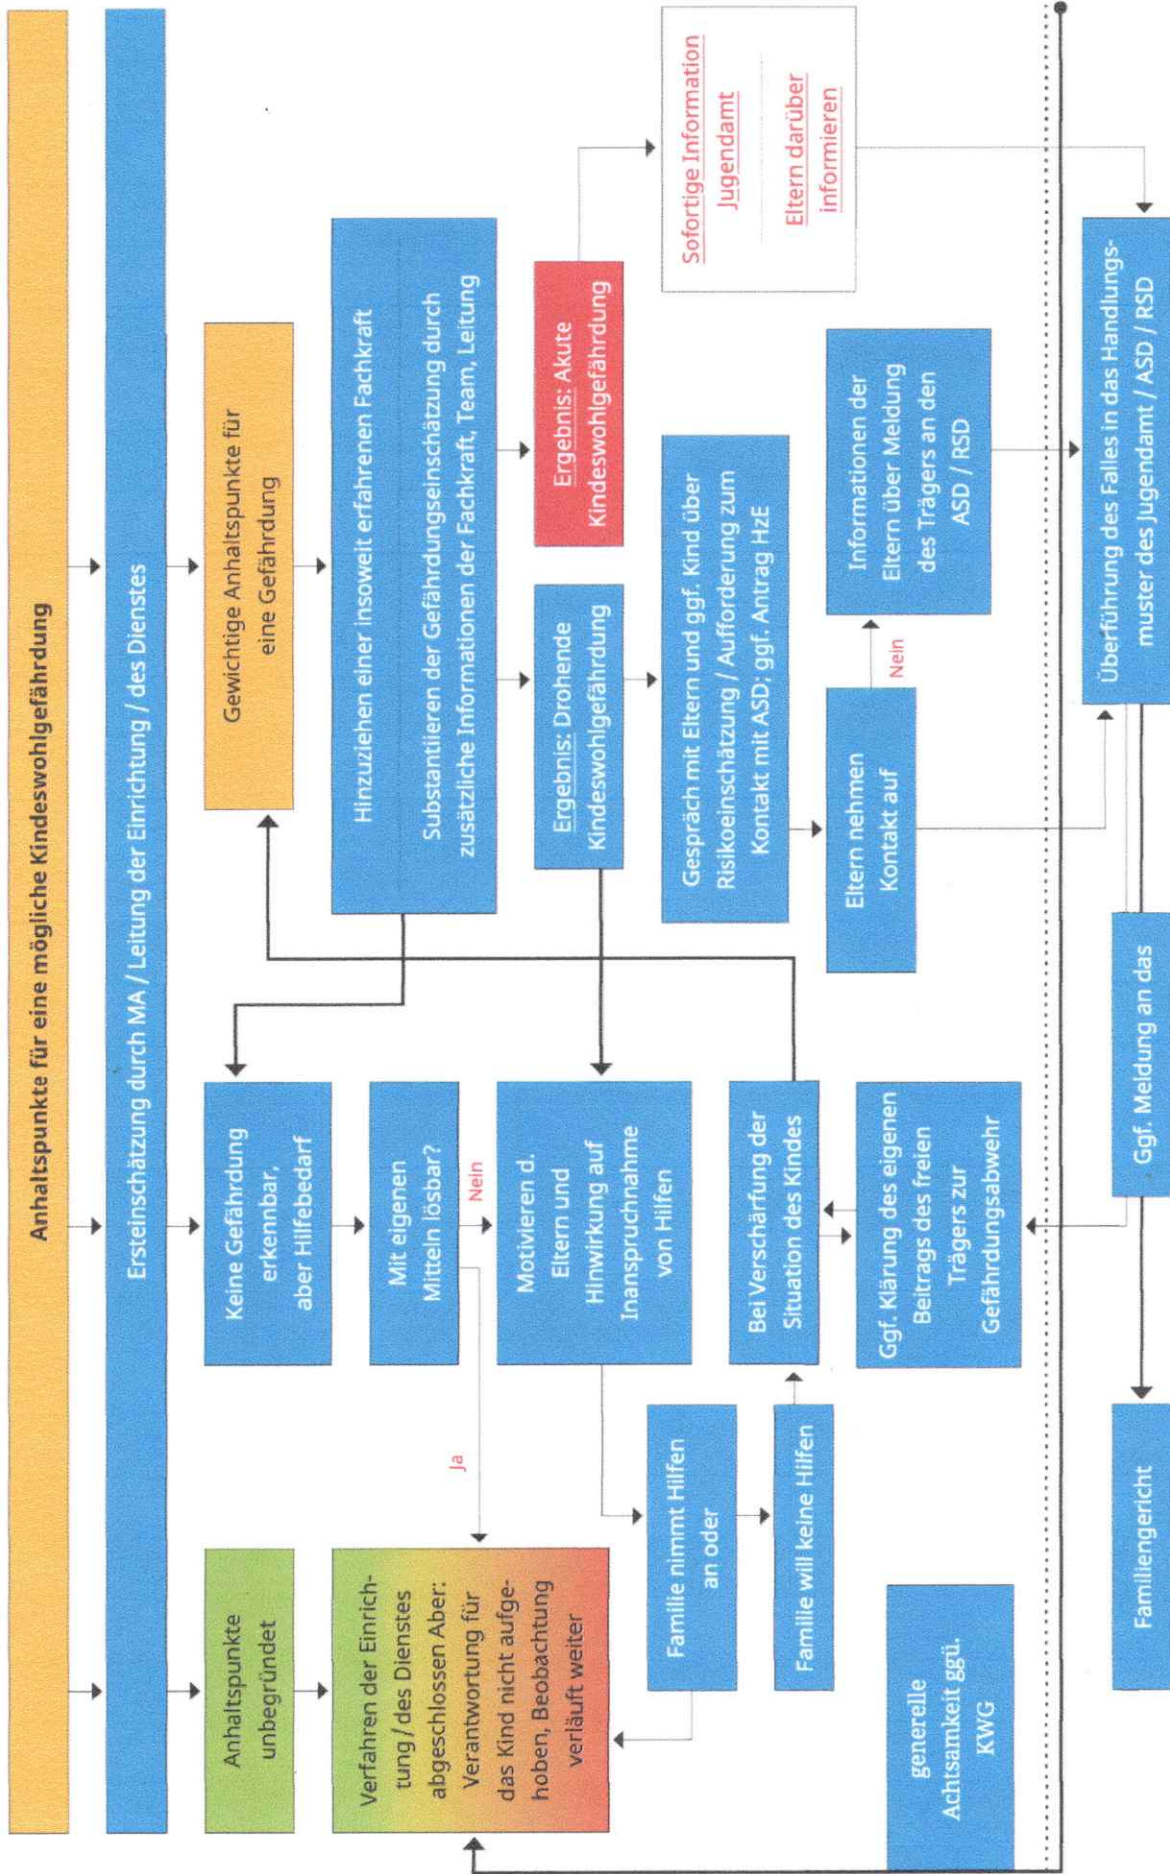 Anhaltspunkte für eine mögliche Kindeswohlgefährdung
Ersteinschätzung durch MA / Leitung der Einrichtung / des Dienstes
Anhaltspunkte
unbegründet
Verfahren der Einrich-
tung / des Dienstes
abgeschlossen Aber:
Verantwortung für
das Kind nicht aufge-
hoben, Beobachtung
verläuft weiter
Keine Gefährdung
erkennbar,
aber Hilfebedarf
Mit eigenen
Mitteln lösbar?
Ja
Nein
Motivieren d.
Eltern und
Hinwirkung auf
Inanspruchnahme
von Hilfen
Familie nimmt Hilfen
an oder
Familie will keine Hilfen
Bei Verschärfung der
Situation des Kindes
Ggf. Klärung des eigenen
Beitrags des freien
Trägers zur
Gefährdungsabwehr
generelle
Achtsamkeit ggü.
KWG
Gewichtige Anhaltspunkte für
eine Gefährdung
Hinzuziehen einer insoweit erfahrenen Fachkraft
Substantiieren der Gefährdungseinschätzung durch
zusätzliche Informationen der Fachkraft, Team, Leitung
Ergebnis: Drohende
Kindeswohlgefährdung
Ergebnis: Akute
Kindeswohlgefährdung
Gespräch mit Eltern und ggf. Kind über
Risikoeinschätzung / Aufforderung zum
Kontakt mit ASD; ggf. Antrag HzE
Sofortige Information
Jugendamt
Eltern darüber
informieren
Eltern nehmen
Kontakt auf
Nein
Informationen der
Eltern über Meldung
des Trägers an den
ASD / RSD
Überführung des Falles in das Handlungs-
muster des Jugendamt / ASD / RSD
Ggf. Meldung an das
Familiengericht